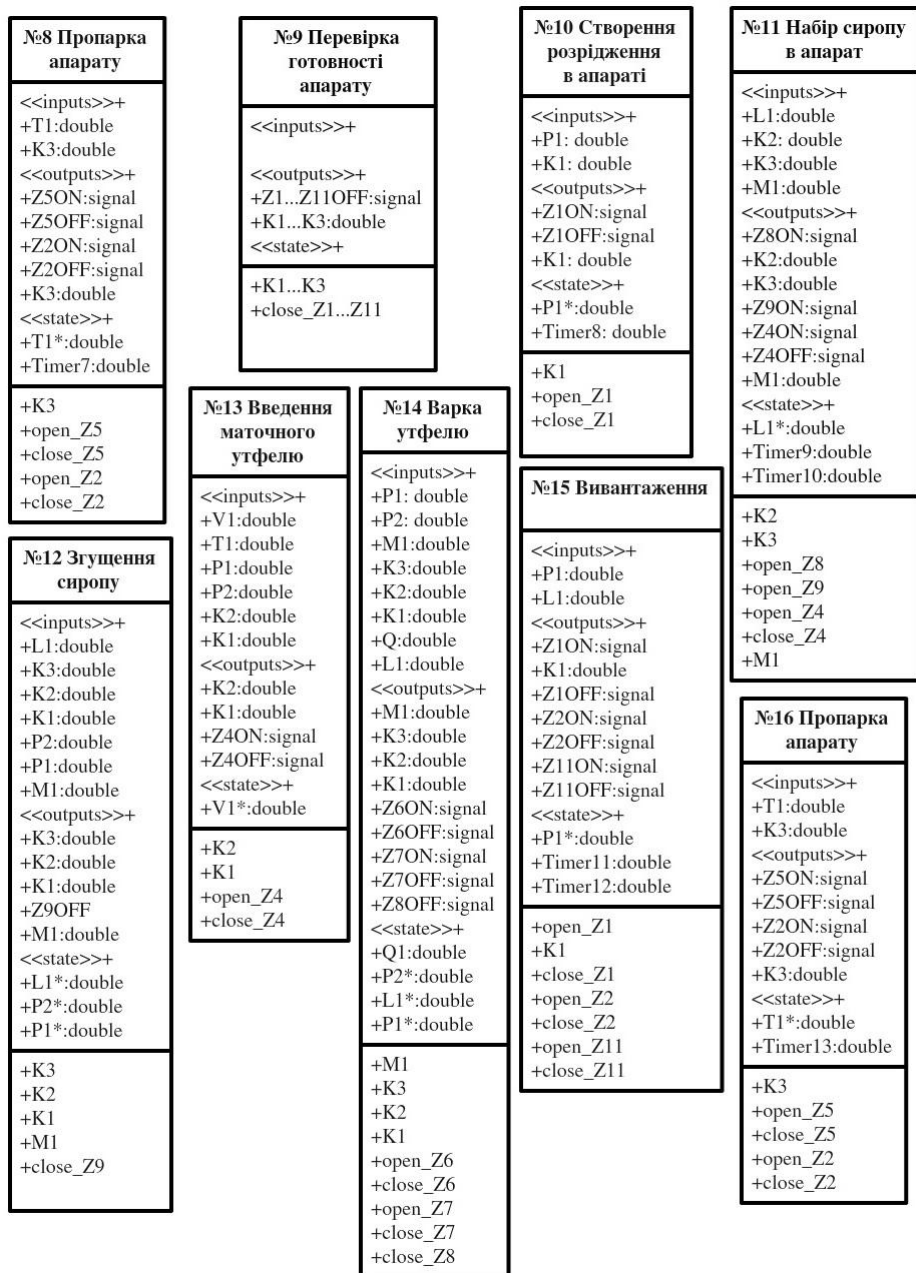 №8 Пропарка
апарату
<<inputs>>+
+T1:double
+K3:double
<<outputs>>+
+Z5ON:signal
+Z5OFF:signal
+Z2ON:signal
+Z2OFF:signal
+K3:double
<<state>>+
+T1*:double
+Timer7:double
+K3
+open_Z5
+close_Z5
+open_Z2
+close_Z2
№9 Перевірка
готовності
апарату
<<inputs>>+
<<outputs>>+
+Z1...Z11OFF:signal
+K1...K3:double
<<state>>+
+K1...K3
+close_Z1...Z11
№10 Створення
розрідження
в апараті
<<inputs>>+
+P1: double
+K1: double
<<outputs>>+
+Z1ON:signal
+Z1OFF:signal
+K1: double
<<state>>+
+P1*:double
+Timer8: double
+K1
+open_Z1
+close_Z1
№11 Набір сиропу
в апарат
<<inputs>>+
+L1:double
+K2: double
+K3:double
+M1:double
<<outputs>>+
+Z8ON:signal
+K2:double
+K3:double
+Z9ON:signal
+Z4ON:signal
+Z4OFF:signal
+M1:double
<<state>>+
+L1*:double
+Timer9:double
+Timer10:double
+K2
+K3
+open_Z8
+open_Z9
+open_Z4
+close_Z4
+M1
№12 Згущення
сиропу
<<inputs>>+
+L1:double
+K3:double
+K2:double
+K1:double
+P2:double
+P1:double
+M1:double
<<outputs>>+
+K3:double
+K2:double
+K1:double
+Z9OFF
+M1:double
<<state>>+
+L1*:double
+P2*:double
+P1*:double
+K3
+K2
+K1
+M1
+close_Z9
№13 Введення
маточного
утфелю
<<inputs>>+
+V1:double
+T1:double
+P1:double
+P2:double
+K2:double
+K1:double
<<outputs>>+
+K2:double
+K1:double
+Z4ON:signal
+Z4OFF:signal
<<state>>+
+V1*:double
+K2
+K1
+open_Z4
+close_Z4
№14 Варка
утфелю
<<inputs>>+
+P1: double
+P2: double
+M1:double
+K3:double
+K2:double
+K1:double
+Q:double
+L1:double
<<outputs>>+
+M1:double
+K3:double
+K2:double
+K1:double
+Z6ON:signal
+Z6OFF:signal
+Z7ON:signal
+Z7OFF:signal
+Z8OFF:signal
<<state>>+
+Q1:double
+P2*:double
+L1*:double
+P1*:double
+M1
+K3
+K2
+K1
+open_Z6
+close_Z6
+open_Z7
+close_Z7
+close_Z8
№15 Вивантаження
<<inputs>>+
+P1:double
+L1:double
<<outputs>>+
+Z1ON:signal
+K1:double
+Z1OFF:signal
+Z2ON:signal
+Z2OFF:signal
+Z11ON:signal
+Z11OFF:signal
<<state>>+
+P1*:double
+Timer11:double
+Timer12:double
+open_Z1
+K1
+close_Z1
+open_Z2
+close_Z2
+open_Z11
+close_Z11
№16 Пропарка
апарату
<<inputs>>+
+T1:double
+K3:double
<<outputs>>+
+Z5ON:signal
+Z5OFF:signal
+Z2ON:signal
+Z2OFF:signal
+K3:double
<<state>>+
+T1*:double
+Timer13:double
+K3
+open_Z5
+close_Z5
+open_Z2
+close_Z2